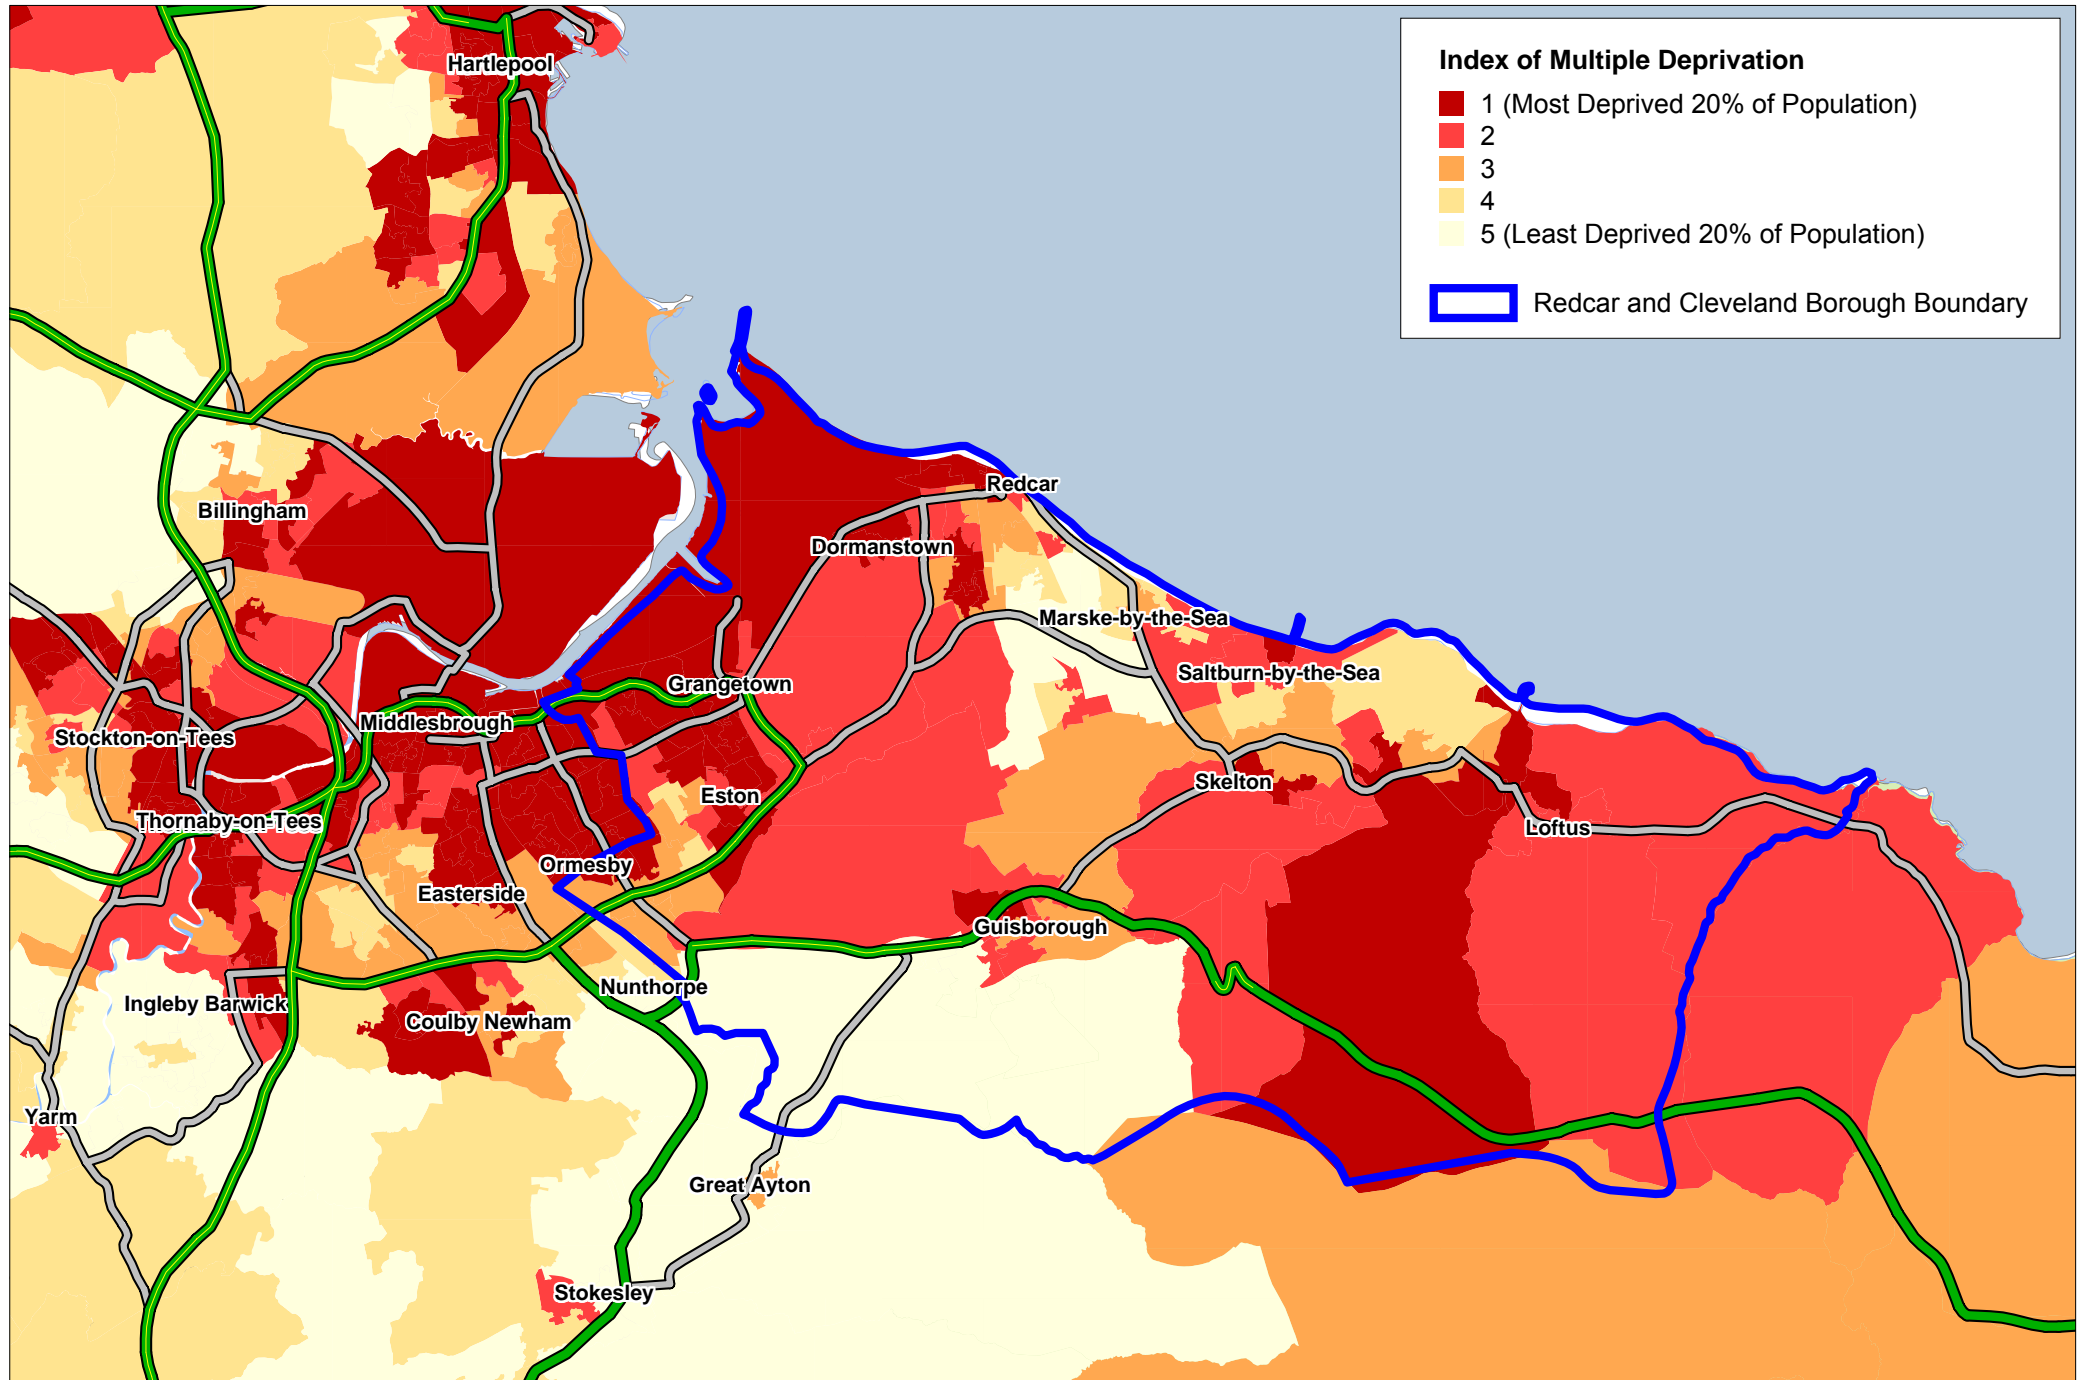 Index of Multiple Deprivation
1 (Most Deprived 20% of Population)
2
3
4
5 (Least Deprived 20% of Population)
Redcar and Cleveland Borough Boundary
Hartlepool
Redcar
Billingham
Dormanstown
Marske-by-the-Sea
Saltburn-by-the-Sea
Grangetown
Middlesbrough
Stockton-on-Tees
Skelton
Eston
Thornaby-on-Tees
Loftus
Ormesby
Easterside
Guisborough
Nunthorpe
Ingleby Barwick
Coulby Newham
Yarm
Great Ayton
Stokesley